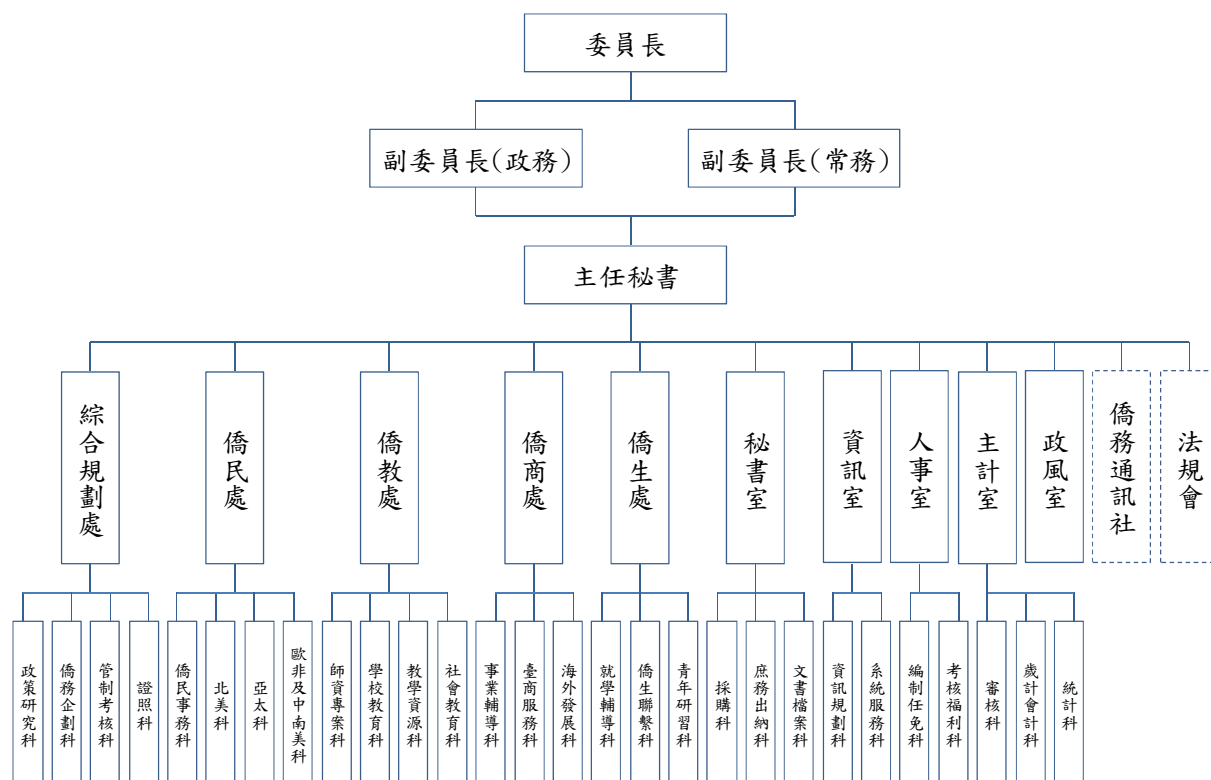 委員長
副委員長(政務)
副委員長(常務)
主任秘書
綜合規劃處
僑民處
僑教處
僑商處
僑生處
秘書室
資訊室
人事室
主計室
政風室
僑務通訊社
法規會
政策研究科
僑務企劃科
管制考核科
證照科
僑民事務科
北美科
亞太科
歐非及中南美科
師資專案科
學校教育科
教學資源科
社會教育科
事業輔導科
臺商服務科
海外發展科
就學輔導科
僑生聯繫科
青年研習科
採購科
庶務出納科
文書檔案科
資訊規劃科
系統服務科
編制任免科
考核福利科
審核科
歲計會計科
統計科